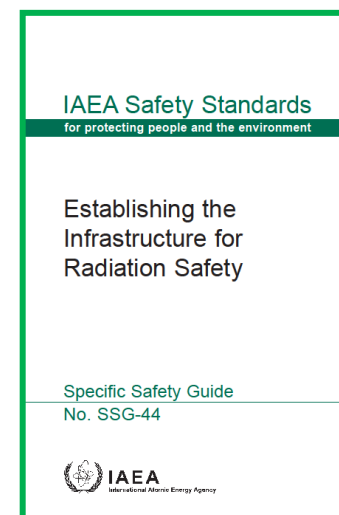 IAEA Safety Standards
for protecting people and the environment
Establishing the
Infrastructure for
Radiation Safety
Specific Safety Guide
No. SSG-44
IAEA
International Atomic Energy Agency